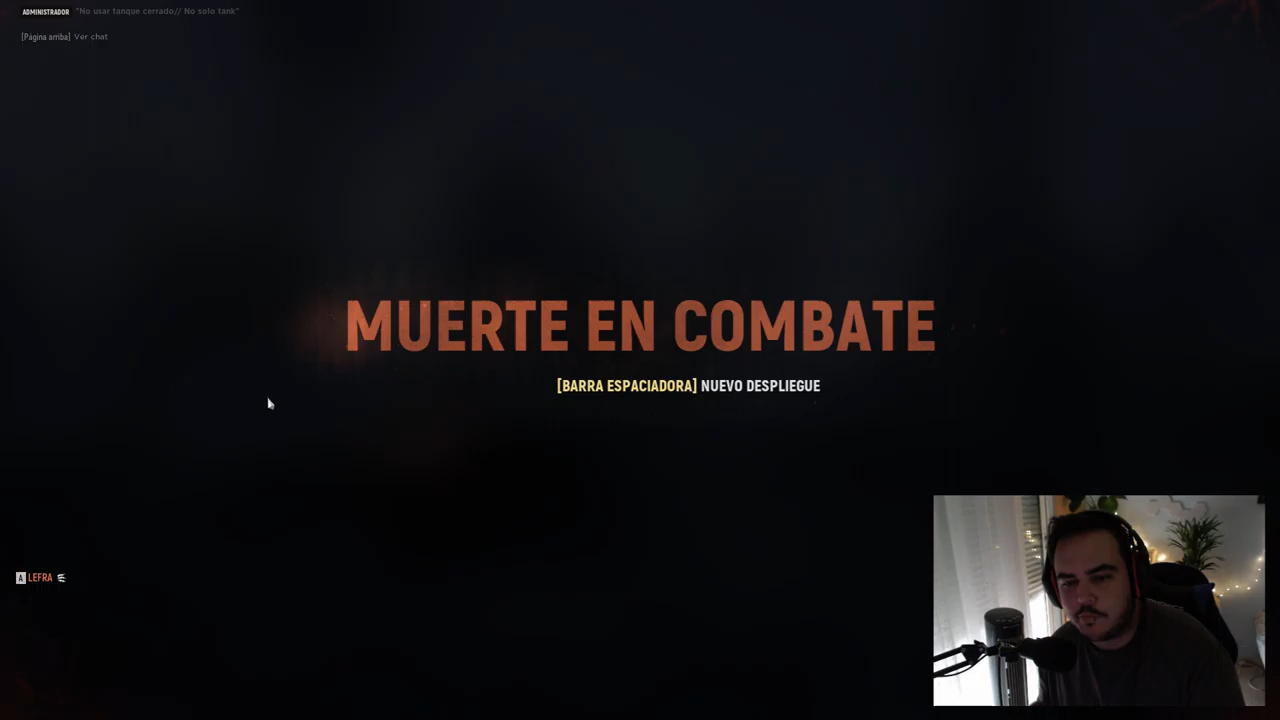 ADMINISTRADOR "No usar tanque cerrado// No solo tank"
[Página arriba] Ver chat
MUERTE EN COMBATE
[BARRA ESPACIADORA] NUEVO DESPLIEGUE
A LEFRA